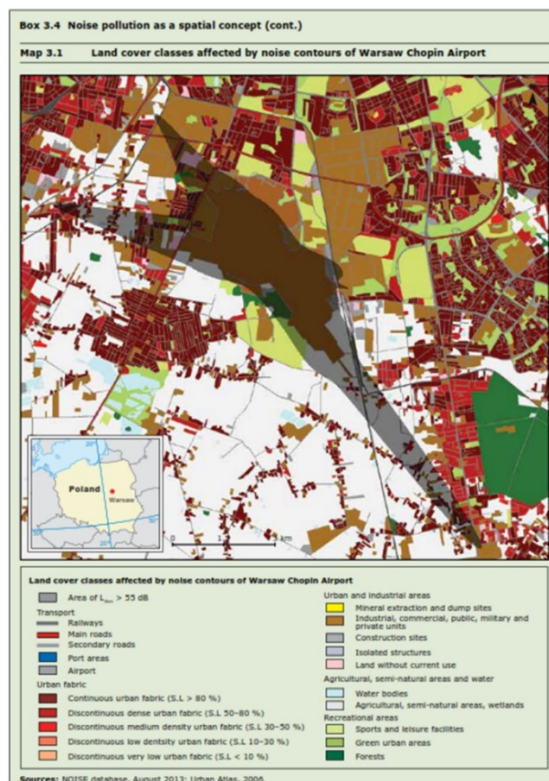 Box 3.4 Noise pollution as a spatial concept (cont.)
Map 3.1 Land cover classes affected by noise contours of Warsaw Chopin Airport
Poland
Warsaw
20°
20°
50°
0
km
Land cover classes affected by noise contours of Warsaw Chopin Airport
Area of Lden > 55 dB
Transport
Railways
Main roads
Secondary roads
Port areas
Airport
Urban fabric
Continuous urban fabric (S.L > 80 %)
Discontinuous dense urban fabric (S.L 50–80 %)
Discontinuous medium density urban fabric (S.L 30–50 %)
Discontinuous low dentsity urban fabric (S.L 10–30 %)
Discontinuous very low urban fabric (S.L < 10 %)
Urban and industrial areas
Mineral extraction and dump sites
Industrial, commercial, public, military and
private units
Construction sites
Isolated structures
Land without current use
Agricultural, semi-natural areas and water
Water bodies
Agricultural, semi-natural areas, wetlands
Recreational areas
Sports and leisure facilities
Green urban areas
Forests
Sources: NOISE database, August 2013; Urban Atlas, 2006.